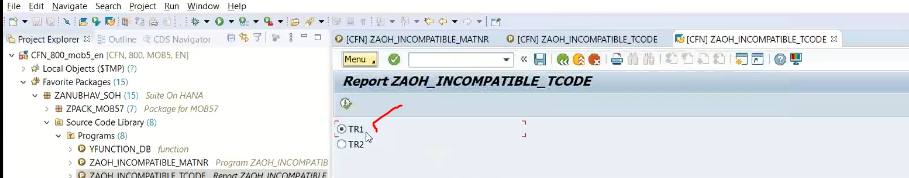 File Edit Navigate Search Project Run Window Help
Project Explorer Outline CDS Navigator
CFN_800_mob5_en [CFN, 800, MOB5, EN]
Local Objects ($TMP) (7)
Favorite Packages (15)
ZANUBHAV_SOH (15) Suite On HANA
ZPACK_MOB57 (7) Package for MOB57
Source Code Library (8)
Programs (8)
YFUNCTION_DB function
ZAOH_INCOMPATIBLE_MATNR Program ZAOH_INCOMPATIB
ZAOH_INCOMPATIBLE_TCODE Report ZAOH_INCOMPATIBLE
[CFN] ZAOH_INCOMPATIBLE_MATNR [CFN] ZAOH_INCOMPATIBLE_TCODE [CFN] ZAOH_INCOMPATIBLE_TCODE
Menu
Report ZAOH_INCOMPATIBLE_TCODE
TR1
TR2